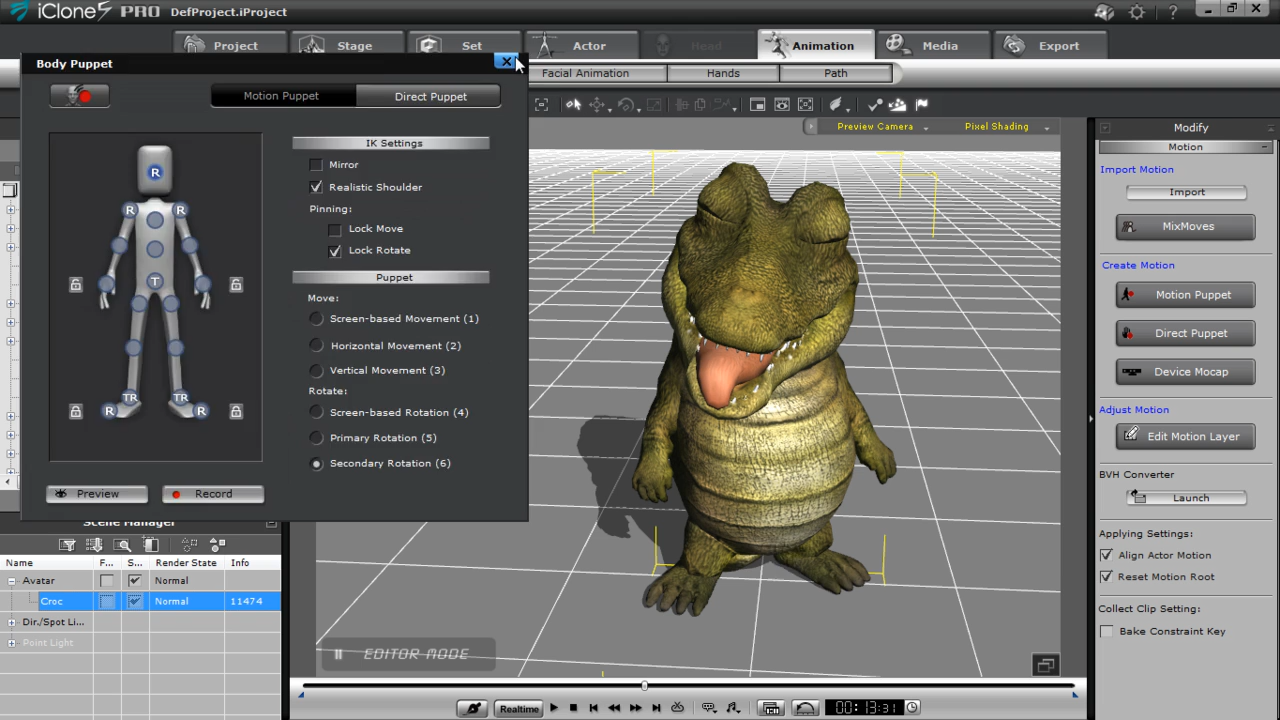 iClone5 PRO DefProject.iProject
Project Stage Set Actor Head Animation Media Export
Facial Animation Hands Path
Body Puppet
Motion Puppet Direct Puppet
Preview Camera Pixel Shading
IK Settings
Mirror
Realistic Shoulder
Pinning:
Lock Move
Lock Rotate
Puppet
Move:
Screen-based Movement (1)
Horizontal Movement (2)
Vertical Movement (3)
Rotate:
Screen-based Rotation (4)
Primary Rotation (5)
Secondary Rotation (6)
R
R R
T
TR TR
R R
Preview Record
Scene Manager
Name F... S... Render State Info
Avatar Normal
Croc Normal 11474
Dir./Spot Li...
Point Light
EDITOR MODE
Realtime 00:13:31
Modify
Motion
Import Motion
Import
MixMoves
Create Motion
Motion Puppet
Direct Puppet
Device Mocap
Adjust Motion
Edit Motion Layer
BVH Converter
Launch
Applying Settings:
Align Actor Motion
Reset Motion Root
Collect Clip Setting:
Bake Constraint Key